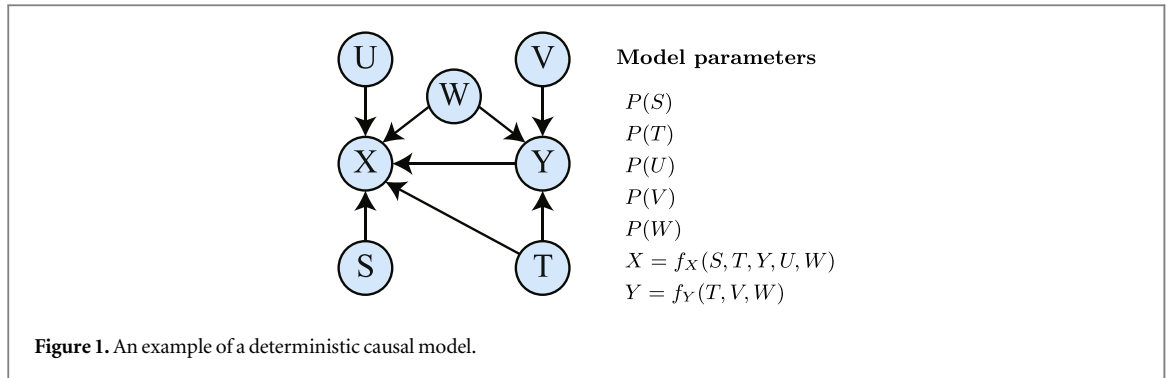 U
V
W
X
Y
S
T
Model parameters
P(S)
P(T)
P(U)
P(V)
P(W)
X = f_X(S, T, Y, U, W)
Y = f_Y(T, V, W)
Figure 1. An example of a deterministic causal model.